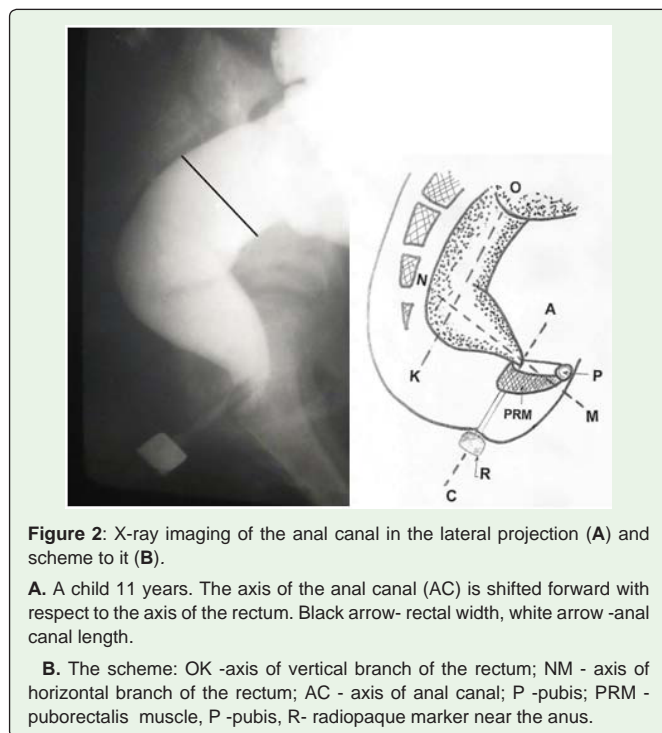 O
N
A
K
P
PRM
M
R
C
Figure 2: X-ray imaging of the anal canal in the lateral projection (A) and
scheme to it (B).
A. A child 11 years. The axis of the anal canal (AC) is shifted forward with
respect to the axis of the rectum. Black arrow- rectal width, white arrow -anal
canal length.
B. The scheme: OK -axis of vertical branch of the rectum; NM - axis of
horizontal branch of the rectum; AC - axis of anal canal; P -pubis; PRM -
puborectalis muscle, P -pubis, R- radiopaque marker near the anus.